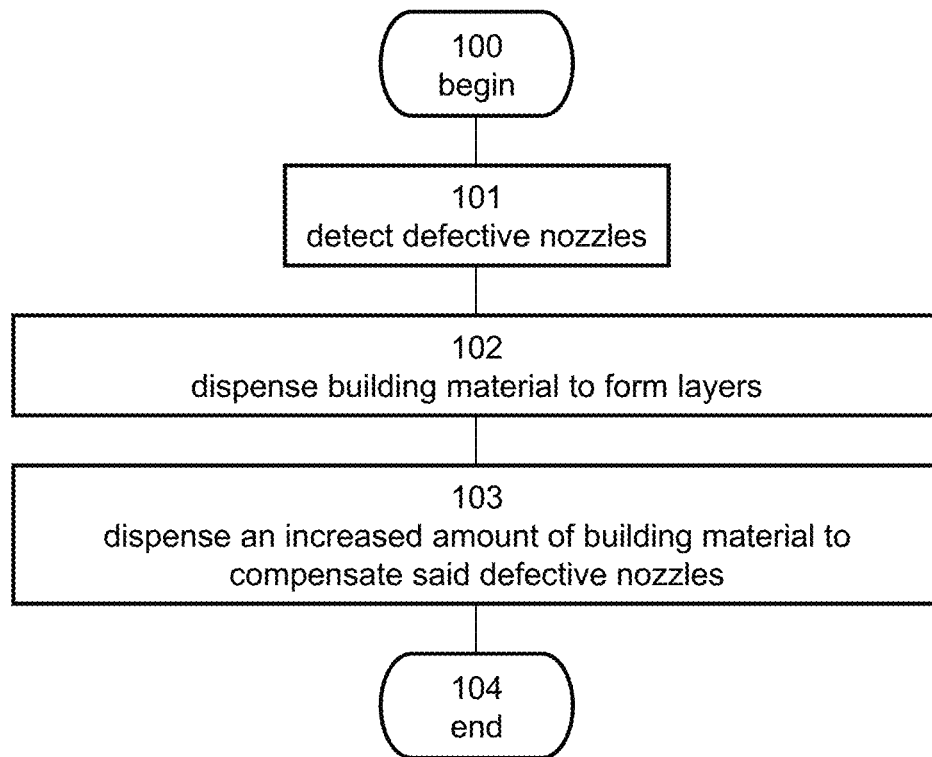 100
begin
101
detect defective nozzles
102
dispense building material to form layers
103
dispense an increased amount of building material to
compensate said defective nozzles
104
end